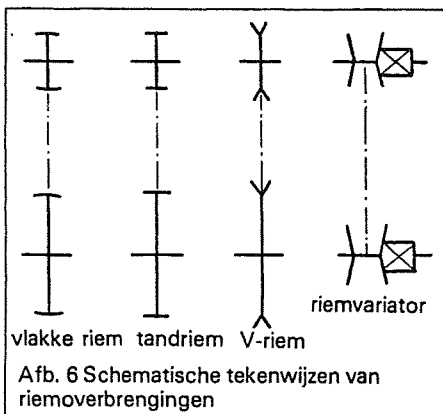 vlakke riem tandriem V-riem riemvariator
Afb. 6 Schematische tekenwijzen van
riemoverbrengingen